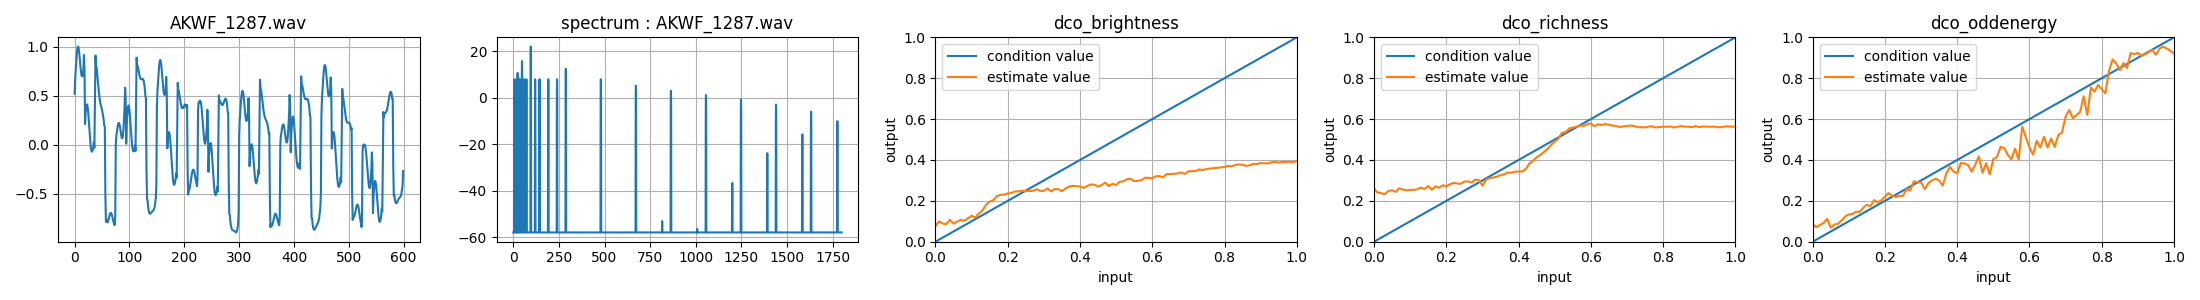 AKWF_1287.wav
1.0
0.5
0.0
−0.5
0 100 200 300 400 500 600
spectrum : AKWF_1287.wav
20
0
−20
−40
−60
0 250 500 750 1000 1250 1500 1750
dco_brightness
condition value
estimate value
1.0
0.8
0.6
0.4
0.2
0.0
output
0.0 0.2 0.4 0.6 0.8 1.0
input
dco_richness
condition value
estimate value
1.0
0.8
0.6
0.4
0.2
0.0
output
0.0 0.2 0.4 0.6 0.8 1.0
input
dco_oddenergy
condition value
estimate value
1.0
0.8
0.6
0.4
0.2
0.0
output
0.0 0.2 0.4 0.6 0.8 1.0
input